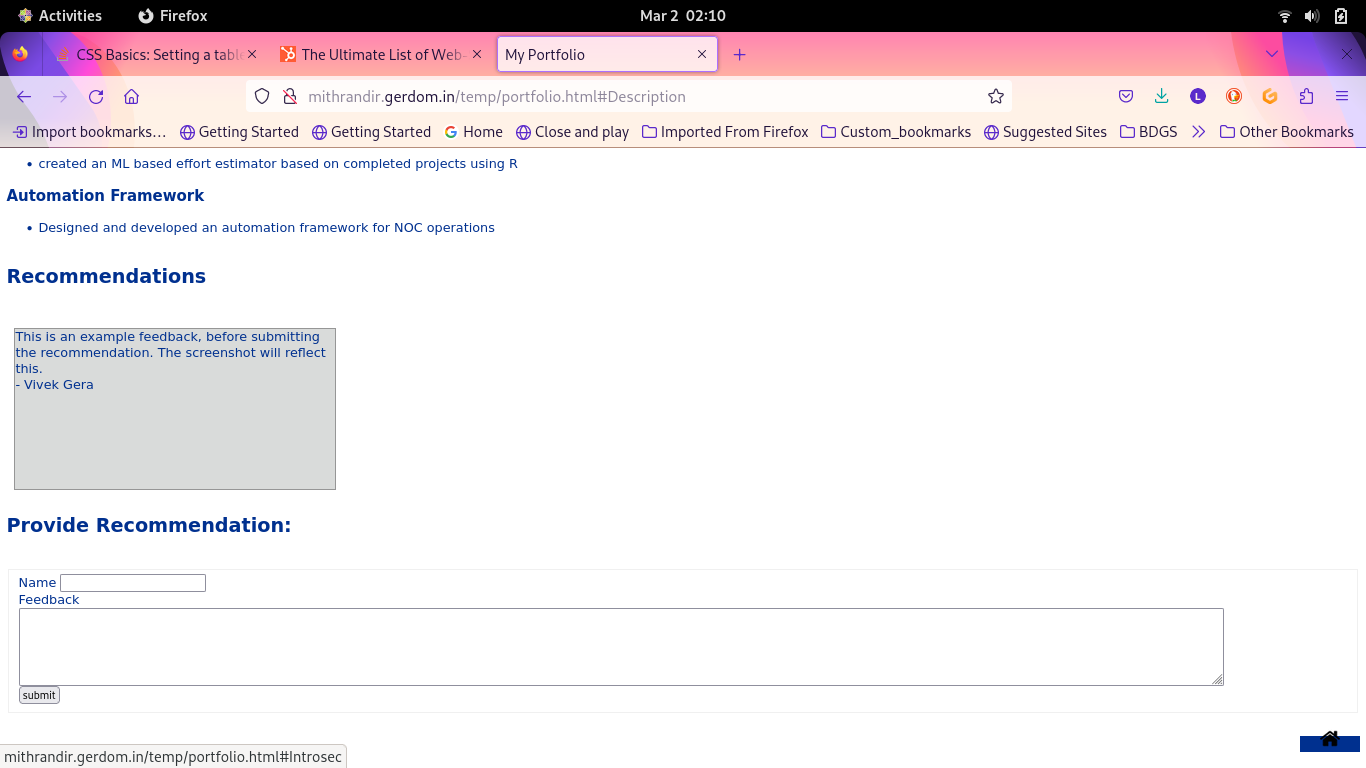 Activities
Firefox
Mar 2 02:10
CSS Basics: Setting a table
The Ultimate List of Web-
My Portfolio
mithrandir.gerdom.in/temp/portfolio.html#Description
L
Import bookmarks…
Getting Started
Getting Started
Home
Close and play
Imported From Firefox
Custom_bookmarks
Suggested Sites
BDGS
Other Bookmarks
• created an ML based effort estimator based on completed projects using R
Automation Framework
• Designed and developed an automation framework for NOC operations
Recommendations
This is an example feedback, before submitting
the recommendation. The screenshot will reflect
this.
- Vivek Gera
Provide Recommendation:
Name
Feedback
submit
mithrandir.gerdom.in/temp/portfolio.html#Introsec